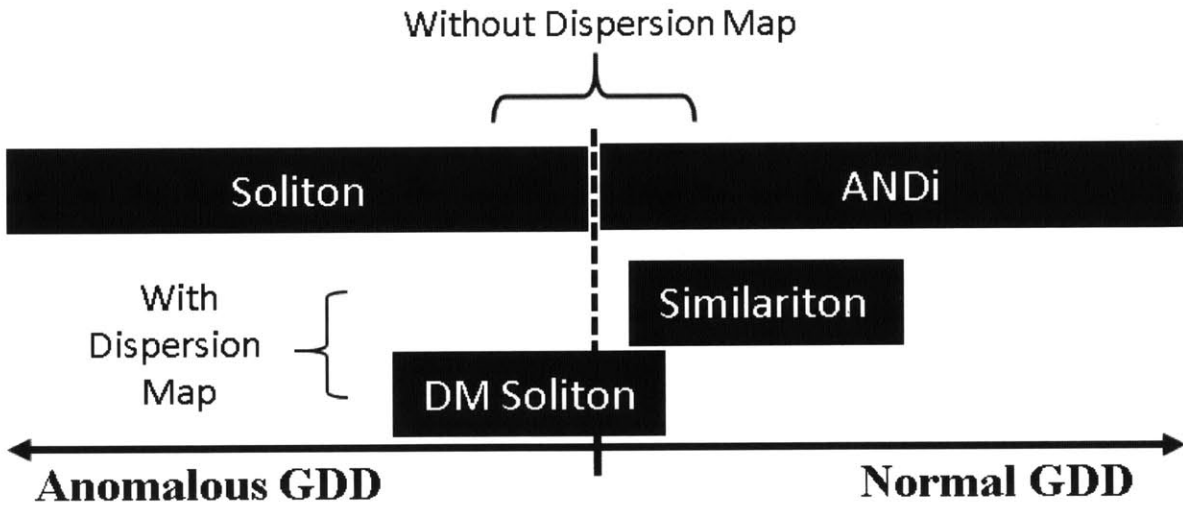 Without Dispersion Map
Soliton
ANDi
With
Dispersion
Map
Similariton
DM Soliton
Anomalous GDD
Normal GDD